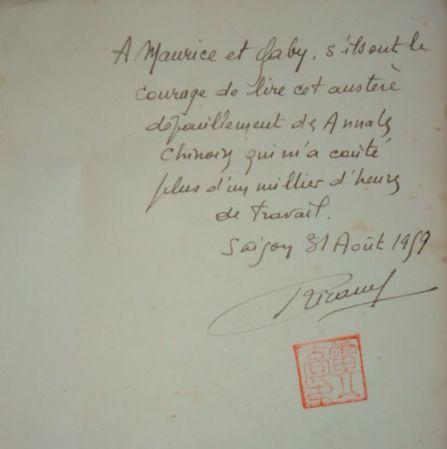 A Maurice et Gaby, s'ils ont le
courage de lire cet austère
dépouillement des Annales
chinoises qui m'a coûté
plus d'un millier d'heures
de travail.
Saigon 31 Août 1959